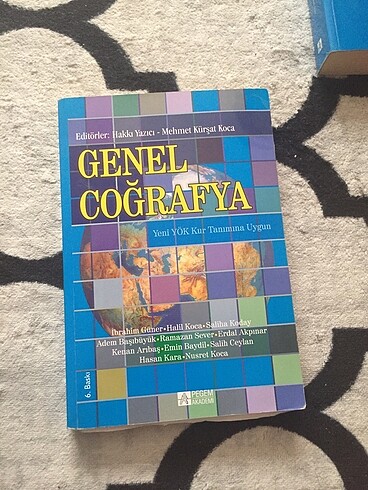 Editörler: Hakkı Yazıcı - Mehmet Kürşat Koca
GENEL
COĞRAFYA
Yeni YÖK Kur Tanımına Uygun
İbrahim Güner • Halil Koca • Saliha Koday
Adem Başıbüyük • Ramazan Sever • Erdal Akpınar
Kenan Arıbaş • Emin Baydil • Salih Ceylan
Hasan Kara • Nusret Koca
6. Baskı
PEGEM
AKADEMİ